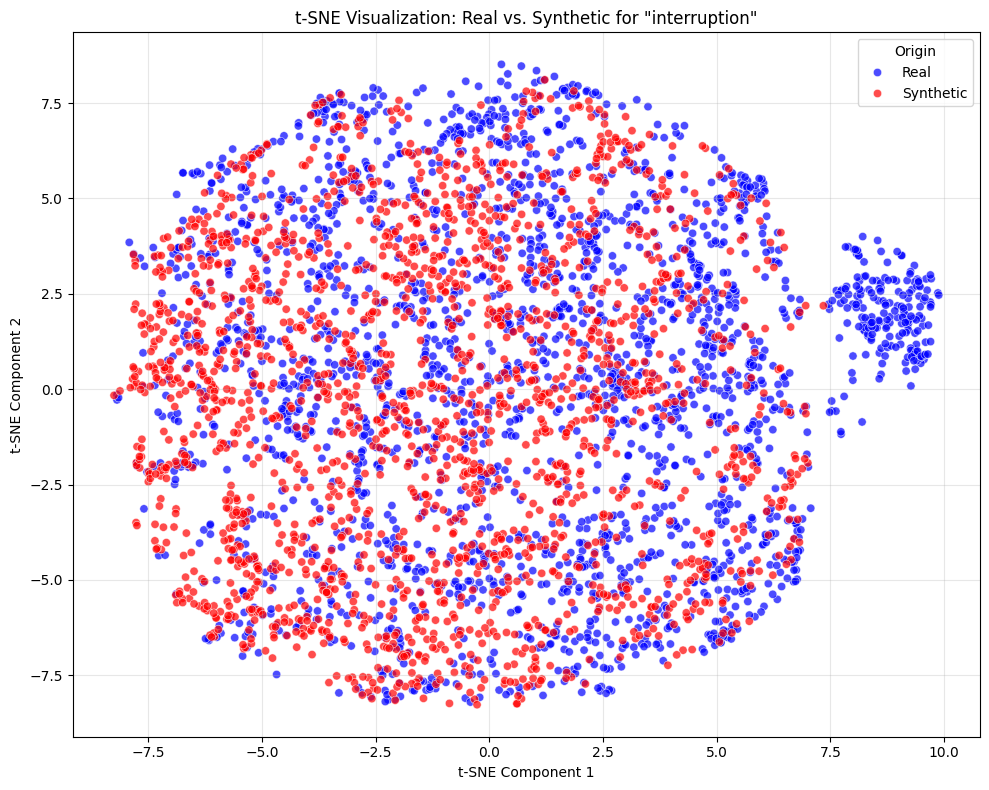 t-SNE Visualization: Real vs. Synthetic for "interruption"
Origin
Real
Synthetic
t-SNE Component 2
7.5
5.0
2.5
0.0
−2.5
−5.0
−7.5
−7.5
−5.0
−2.5
0.0
2.5
5.0
7.5
10.0
t-SNE Component 1